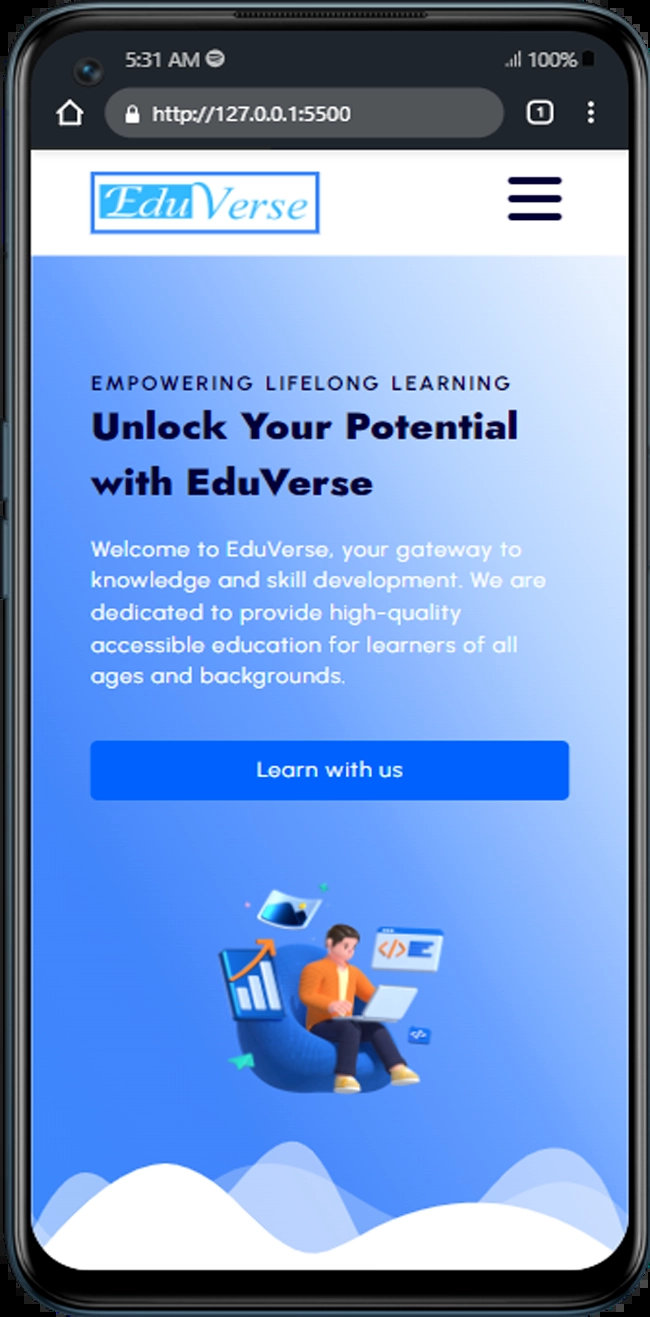 5:31 AM
100%
http://127.0.0.1:5500
1
EduVerse
EMPOWERING LIFELONG LEARNING
Unlock Your Potential
with EduVerse
Welcome to EduVerse, your gateway to
knowledge and skill development. We are
dedicated to provide high-quality
accessible education for learners of all
ages and backgrounds.
Learn with us
</>
</>